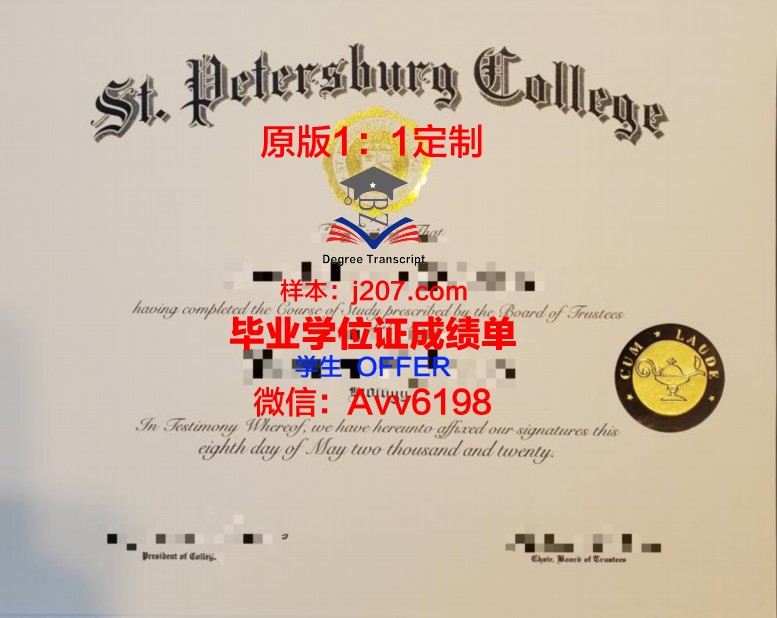 St. Petersburg College
原版1：1定制
BZ
That
Degree Transcript
样本：j207.com
having completed the Course of Study prescribed by the Board of Trustees
毕业学位证成绩单
学生 OFFER
Biology
微信：Avv6198
CUM LAUDE
In Testimony Whereof, we have hereunto affixed our signatures this
eighth day of May two thousand and twenty.
President of College
Chair, Board of Trustees